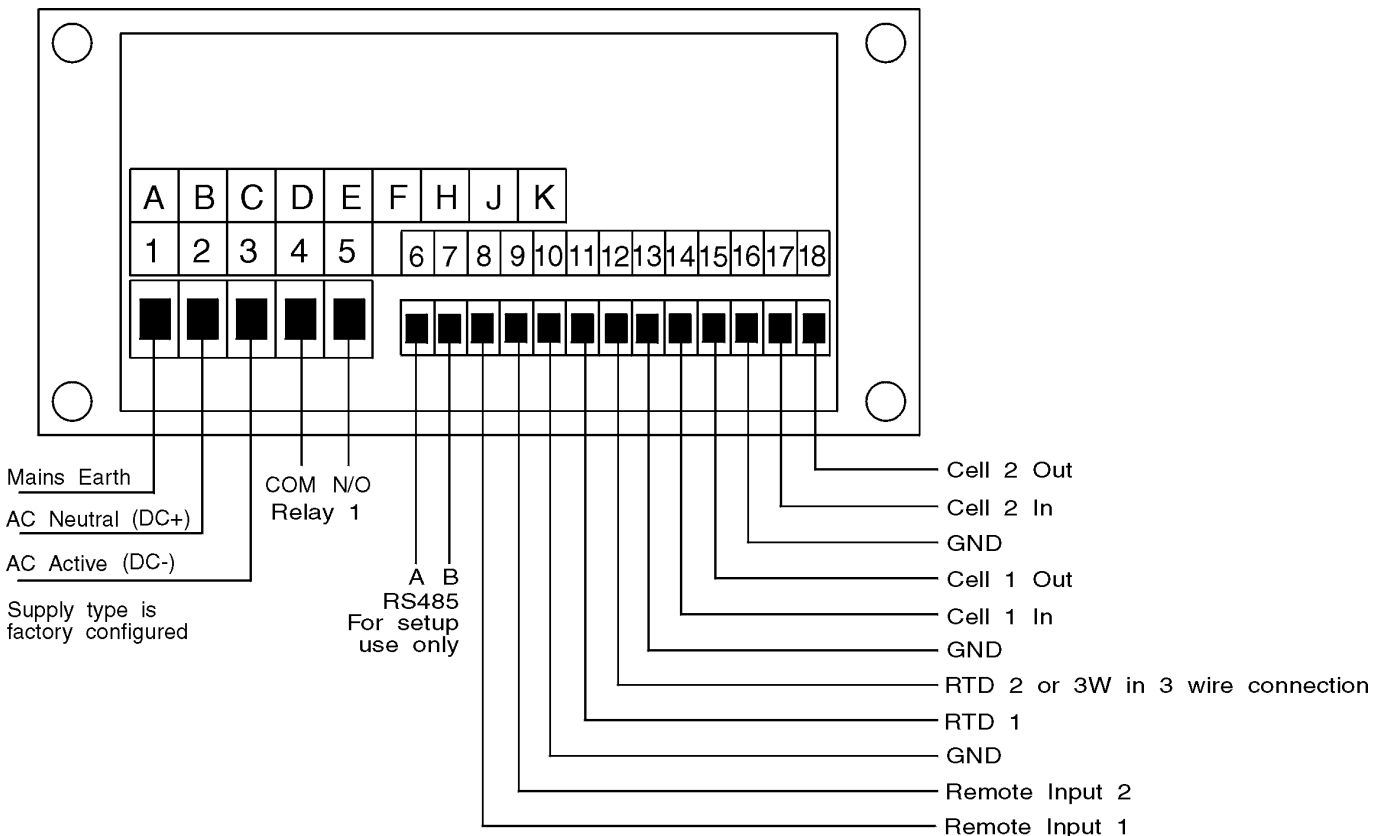 A B C D E F H J K
1 2 3 4 5 6 7 8 9 10 11 12 13 14 15 16 17 18
Mains Earth
AC Neutral (DC+)
AC Active (DC-)
Supply type is
factory configured
COM N/O
Relay 1
A B
RS485
For setup
use only
Cell 2 Out
Cell 2 In
GND
Cell 1 Out
Cell 1 In
GND
RTD 2 or 3W in 3 wire connection
RTD 1
GND
Remote Input 2
Remote Input 1